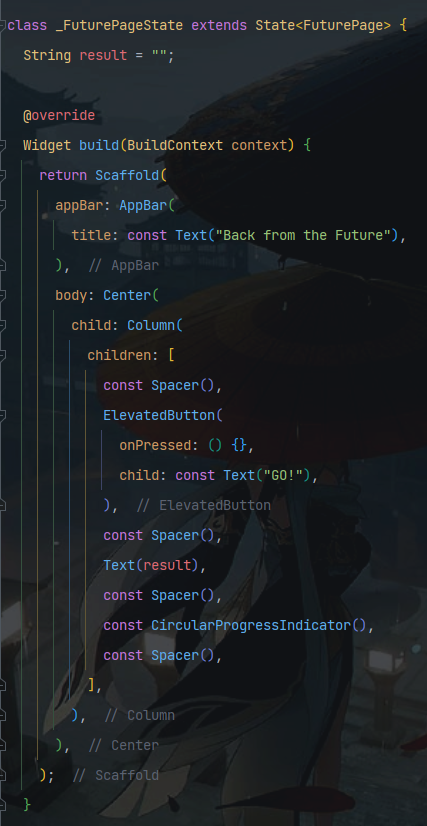 class _FuturePageState extends State<FuturePage> {
  String result = "";

  @override
  Widget build(BuildContext context) {
    return Scaffold(
      appBar: AppBar(
        title: const Text("Back from the Future"),
      ),  // AppBar
      body: Center(
        child: Column(
          children: [
            const Spacer(),
            ElevatedButton(
              onPressed: () {},
              child: const Text("GO!"),
            ),  // ElevatedButton
            const Spacer(),
            Text(result),
            const Spacer(),
            const CircularProgressIndicator(),
            const Spacer(),
          ],
        ),  // Column
      ),  // Center
    );  // Scaffold
  }